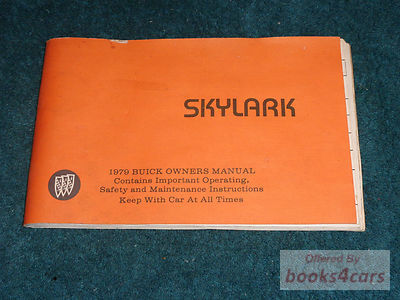 SKYLARK
1979 BUICK OWNERS MANUAL
Contains Important Operating,
Safety and Maintenance Instructions
Keep With Car At All Times
Offered By
books4cars